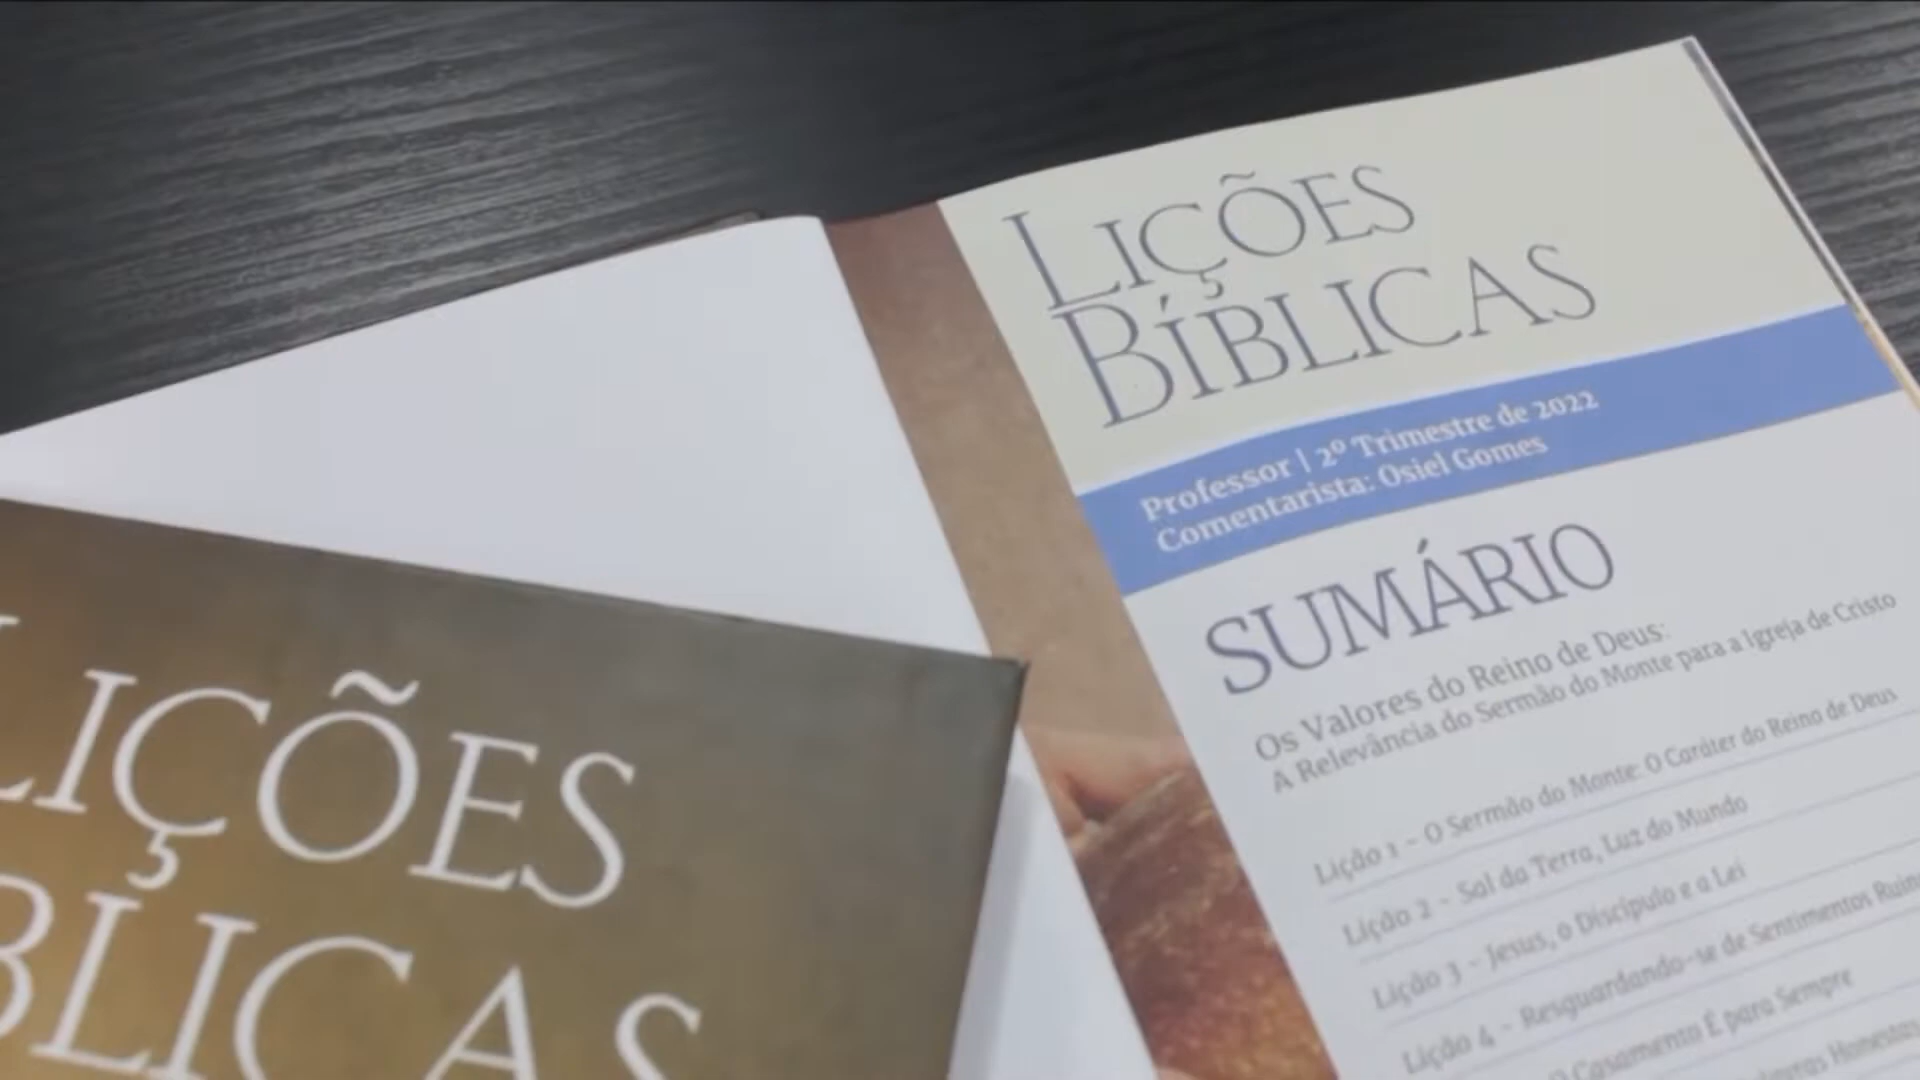 LIÇÕES
BÍBLICAS
Professor | 2º Trimestre de 2022
Comentarista: Osiel Gomes
SUMÁRIO
Os Valores do Reino de Deus:
A Relevância do Sermão do Monte para a Igreja de Cristo
Lição 1 - O Sermão do Monte: O Caráter do Reino de Deus
Lição 2 - Sal da Terra, Luz do Mundo
Lição 3 - Jesus, o Discípulo e a Lei
Lição 4 - Resguardando-se de Sentimentos
O Casamento É para Sempre
LIÇÕES
BÍBLICAS